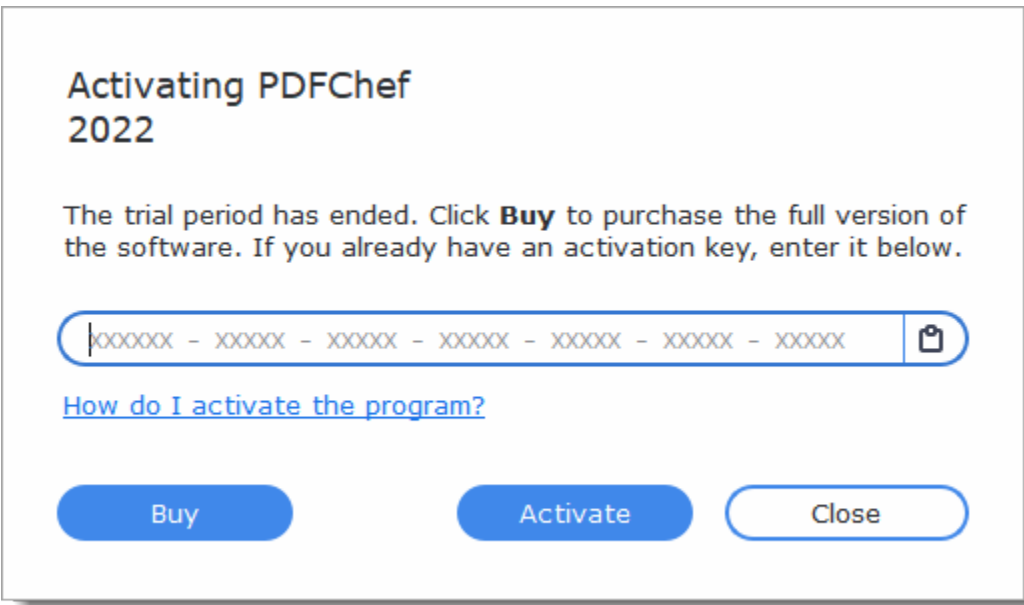 Activating PDFChef
2022
The trial period has ended. Click Buy to purchase the full version of
the software. If you already have an activation key, enter it below.
XXXXXX - XXXXX - XXXXX - XXXXX - XXXXX - XXXXX - XXXXX
How do I activate the program?
Buy
Activate
Close